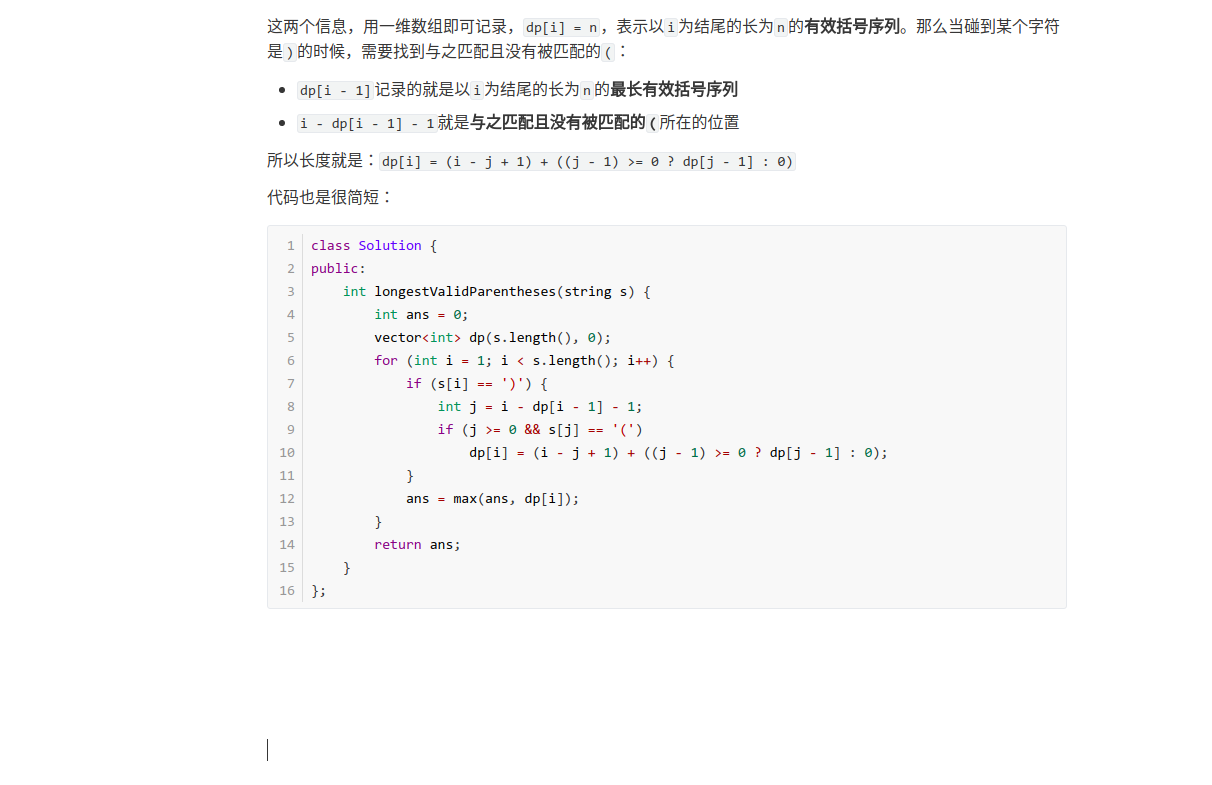 这两个信息，用一维数组即可记录，dp[i] = n，表示以i为结尾的长为n的有效括号序列。那么当碰到某个字符
是)的时候，需要找到与之匹配且没有被匹配的(：
dp[i - 1]记录的就是以i为结尾的长为n的最长有效括号序列
i - dp[i - 1] - 1就是与之匹配且没有被匹配的(所在的位置
所以长度就是：dp[i] = (i - j + 1) + ((j - 1) >= 0 ? dp[j - 1] : 0)
代码也是很简短：
1 class Solution {
2 public:
3     int longestValidParentheses(string s) {
4         int ans = 0;
5         vector<int> dp(s.length(), 0);
6         for (int i = 1; i < s.length(); i++) {
7             if (s[i] == ')') {
8                 int j = i - dp[i - 1] - 1;
9                 if (j >= 0 && s[j] == '(')
10                     dp[i] = (i - j + 1) + ((j - 1) >= 0 ? dp[j - 1] : 0);
11             }
12             ans = max(ans, dp[i]);
13         }
14         return ans;
15     }
16 };